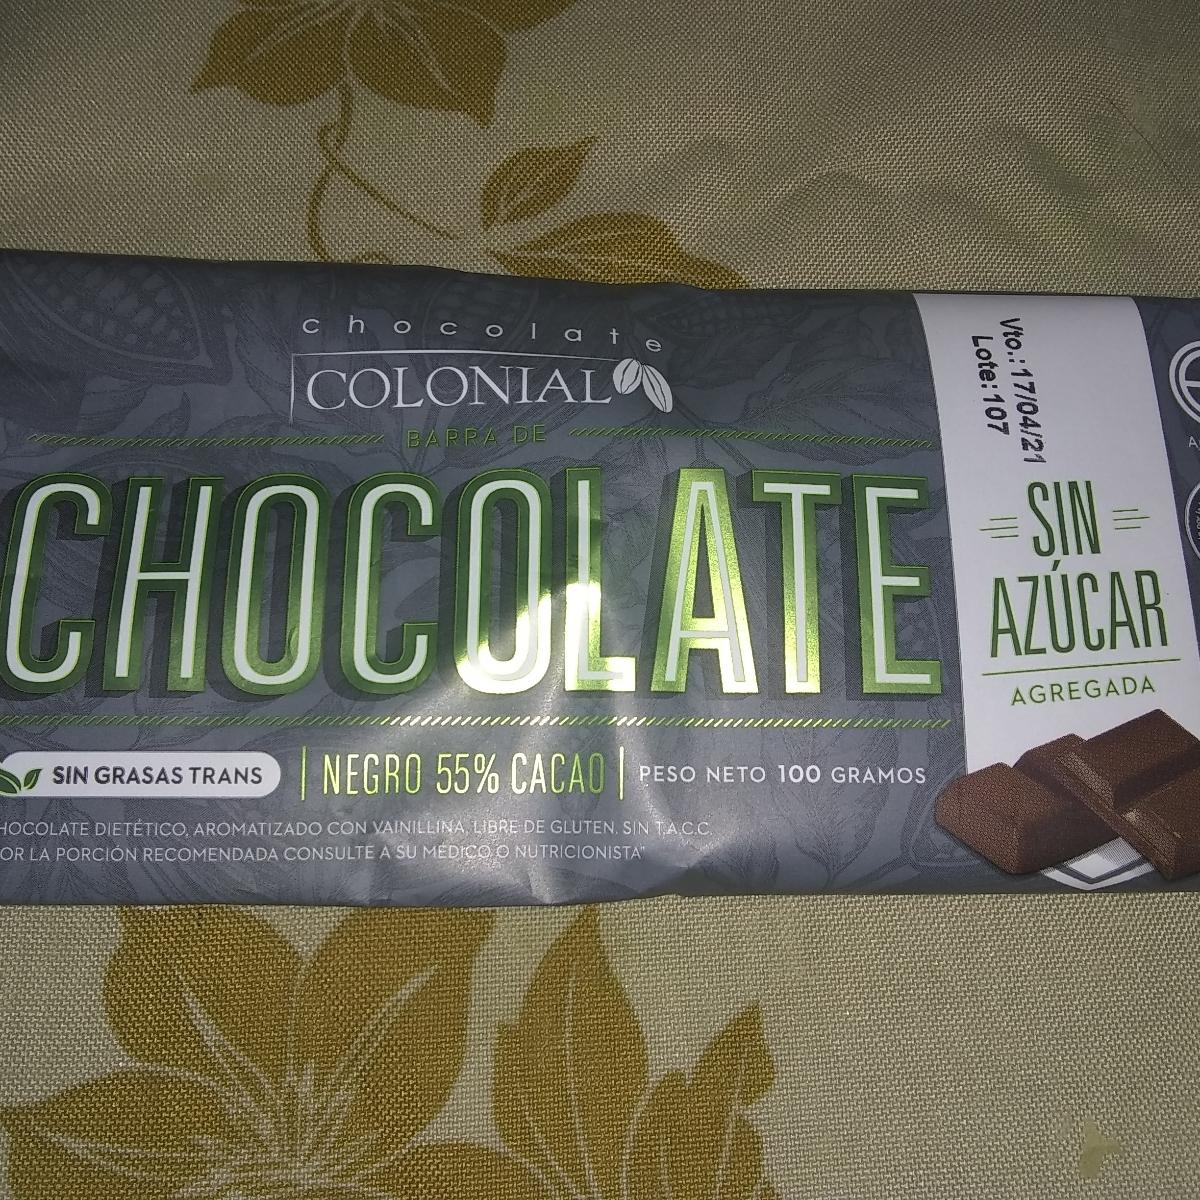 chocolate
COLONIAL
BARRA DE
CHOCOLATE
SIN GRASAS TRANS
NEGRO 55% CACAO
PESO NETO 100 GRAMOS
HOCOLATE DIETÉTICO, AROMATIZADO CON VAINILLINA, LIBRE DE GLUTEN. SIN T.A.C.C.
OR LA PORCIÓN RECOMENDADA CONSULTE A SU MÉDICO O NUTRICIONISTA"
Vto.: 17/04/21
Lote: 107
SIN
AZÚCAR
AGREGADA